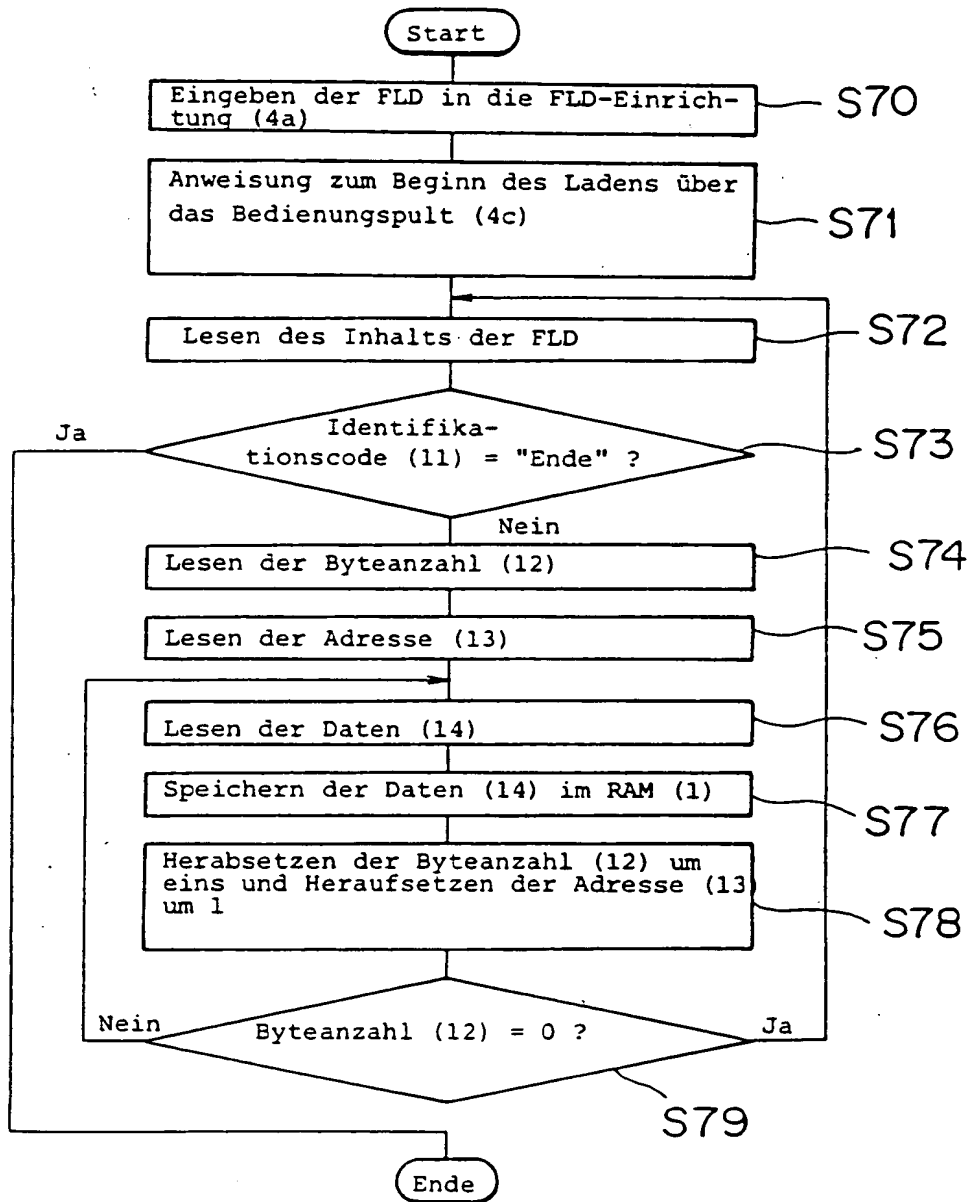 Start
Eingeben der FLD in die FLD-Einrich-
tung (4a)
S70
Anweisung zum Beginn des Ladens über
das Bedienungspult (4c)
S71
Lesen des Inhalts der FLD
S72
Ja
Identifika-
tionscode (11) = "Ende" ?
S73
Nein
Lesen der Byteanzahl (12)
S74
Lesen der Adresse (13)
S75
Lesen der Daten (14)
S76
Speichern der Daten (14) im RAM (1)
S77
Herabsetzen der Byteanzahl (12) um
eins und Heraufsetzen der Adresse (13)
um 1
S78
Nein
Byteanzahl (12) = 0 ?
Ja
S79
Ende